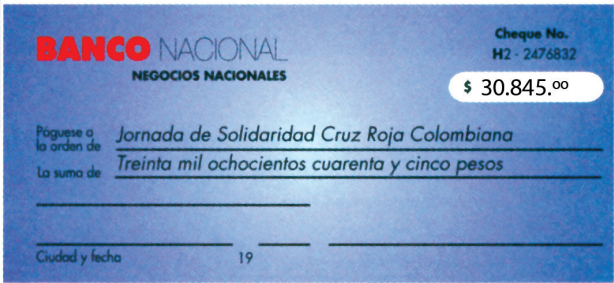 BANCO NACIONAL
NEGOCIOS NACIONALES
Cheque No.
H2 - 2476832
$ 30.845.ºº
Páguese a
la orden de
Jornada de Solidaridad Cruz Roja Colombiana
La suma de
Treinta mil ochocientos cuarenta y cinco pesos
Ciudad y fecha
19